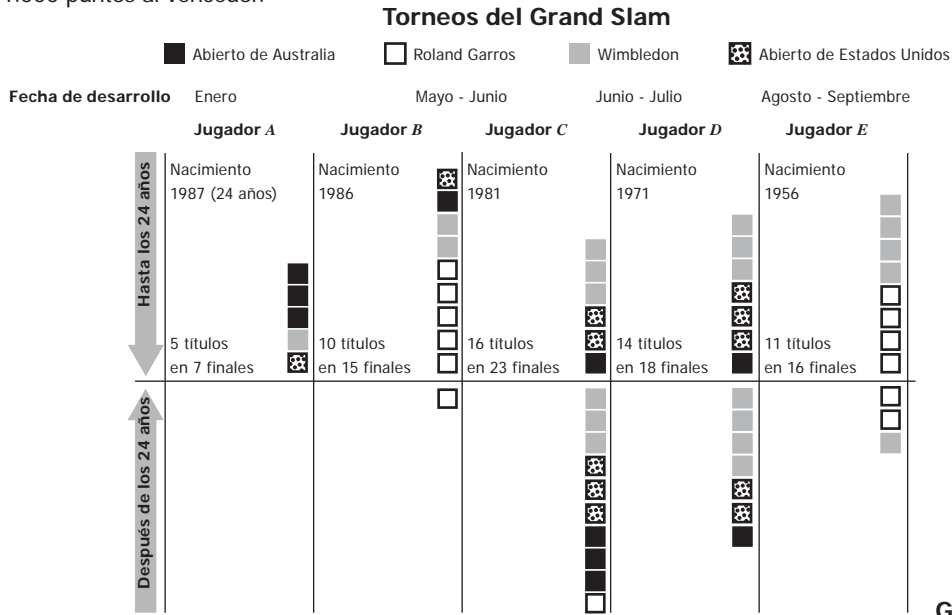 Torneos del Grand Slam
Abierto de Australia Roland Garros Wimbledon Abierto de Estados Unidos
Fecha de desarrollo Enero Mayo - Junio Junio - Julio Agosto - Septiembre
Jugador A Jugador B Jugador C Jugador D Jugador E
Hasta los 24 años
Nacimiento
1987 (24 años)
5 títulos
en 7 finales
Nacimiento
1986
10 títulos
en 15 finales
Nacimiento
1981
16 títulos
en 23 finales
Nacimiento
1971
14 títulos
en 18 finales
Nacimiento
1956
11 títulos
en 16 finales
Después de los 24 años
G